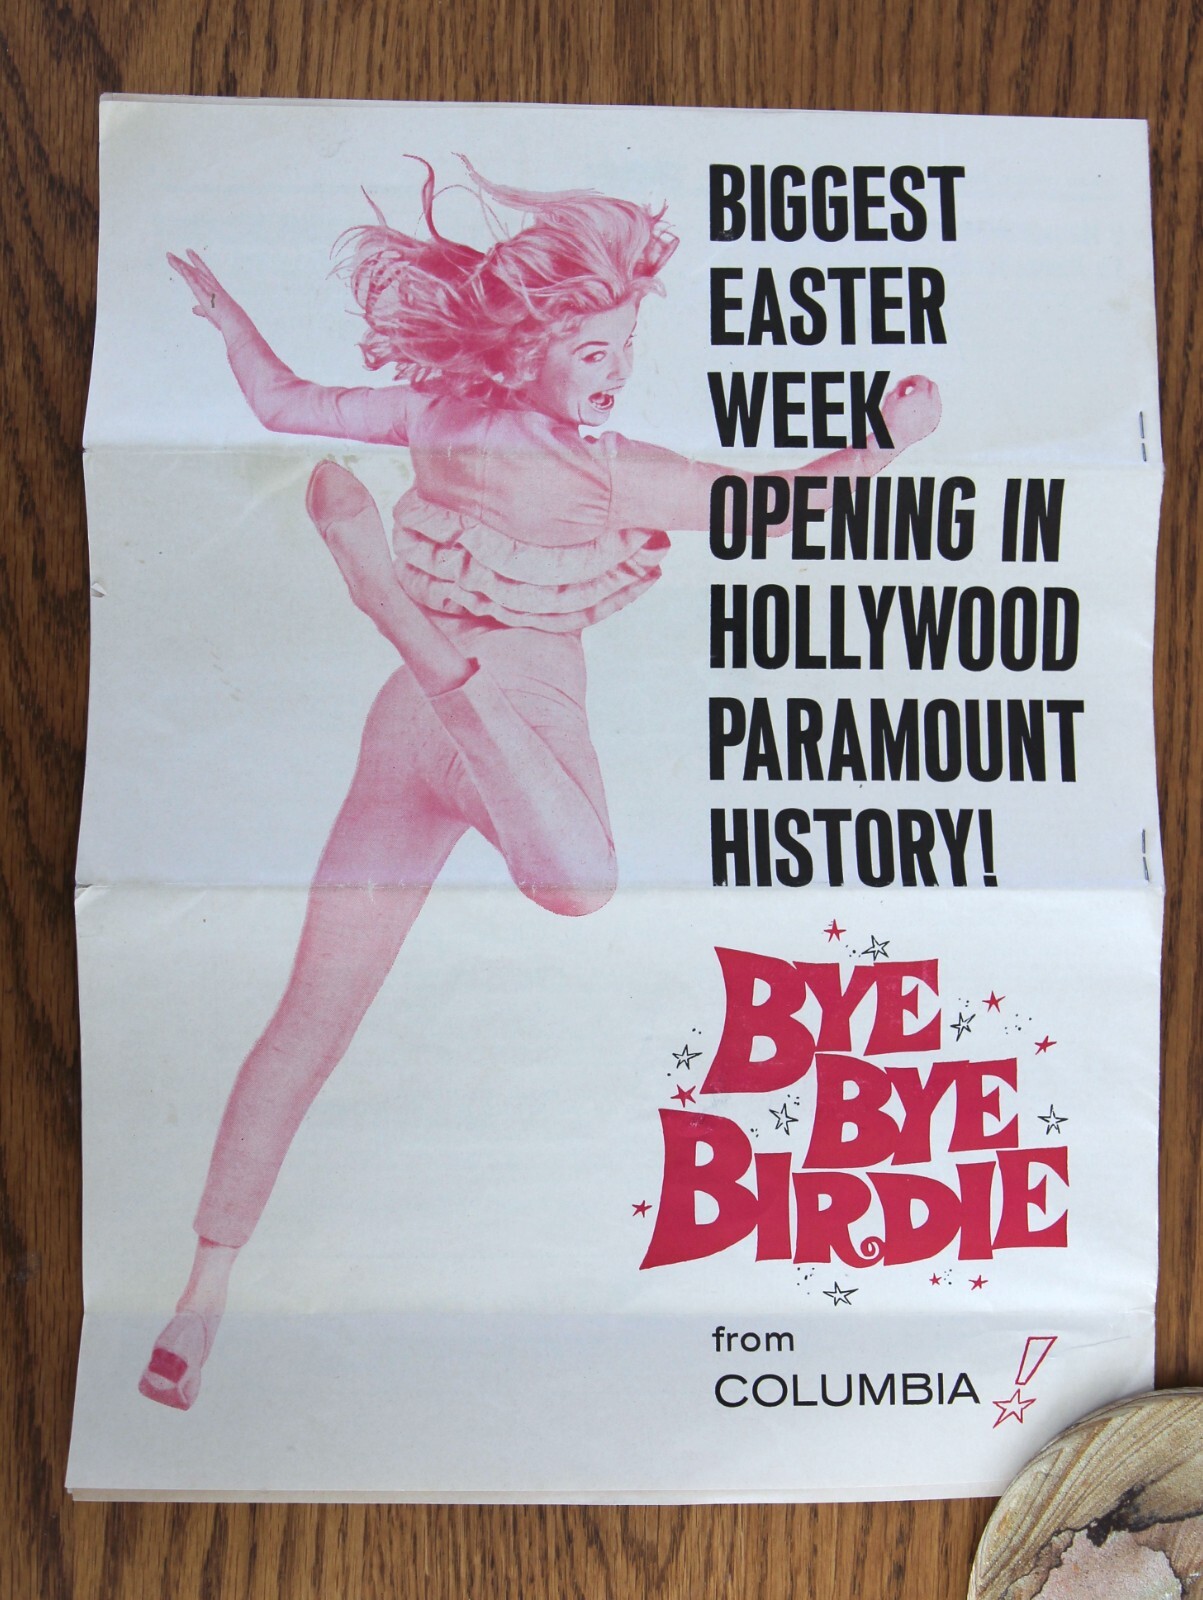 BIGGEST
EASTER
WEEK
OPENING IN
HOLLYWOOD
PARAMOUNT
HISTORY!
BYE
BYE
BIRDIE
from
COLUMBIA!